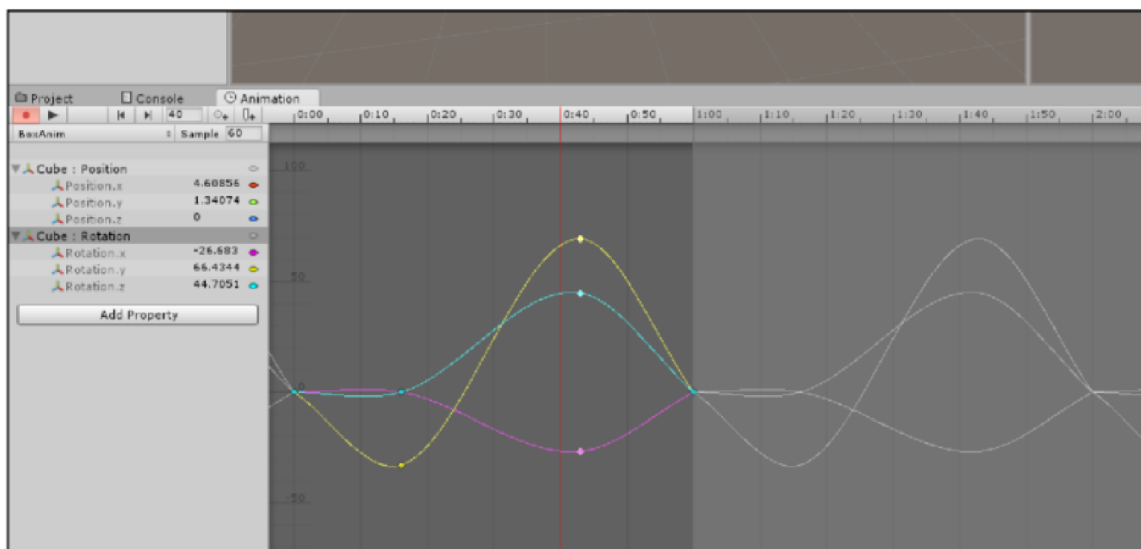 Project Console Animation
40 0:00 0:10 0:20 0:30 0:40 0:50 1:00 1:10 1:20 1:30 1:40 1:50 2:00
BoxAnim Sample 60
Cube : Position
Position.x 4.60856
Position.y 1.34074
Position.z 0
Cube : Rotation
Rotation.x -26.683
Rotation.y 66.4344
Rotation.z 44.7051
Add Property
100
50
0
-50